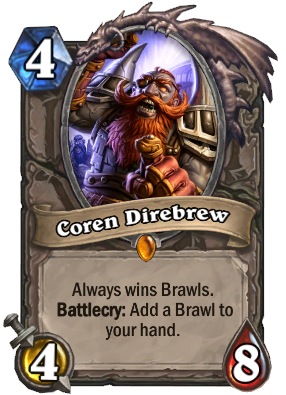 4
Coren Direbrew
Always wins Brawls.
Battlecry: Add a Brawl to
your hand.
4
8